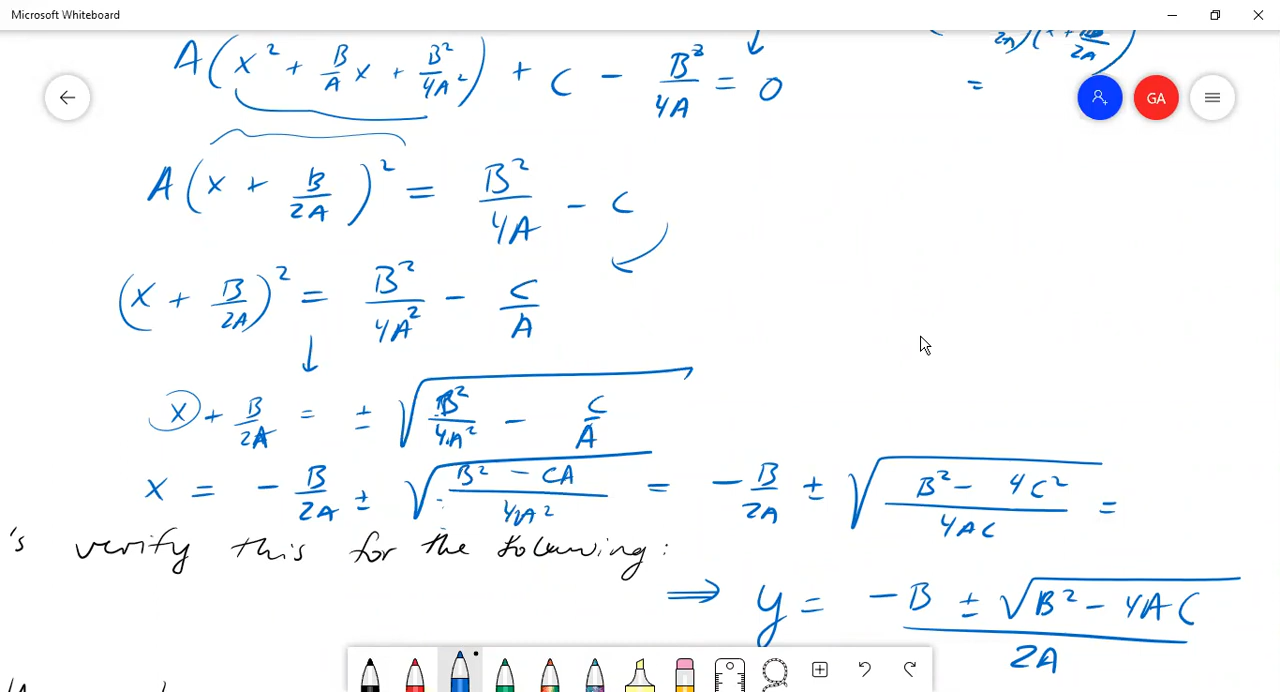 Microsoft Whiteboard
A(x² + B/A x + B²/4A²) + C − B²/4A = 0
=
GA
A(x + B/2A)² = B²/4A − C
(x + B/2A)² = B²/4A² − C/A
x + B/2A = ± √(B²/4A² − C/A)
x = − B/2A ± √((B² − CA)/4A²) = − B/2A ± √((B² − 4C²)/4AC) =
's verify this for the following:
⟹ y = (−B ± √(B² − 4AC))/2A